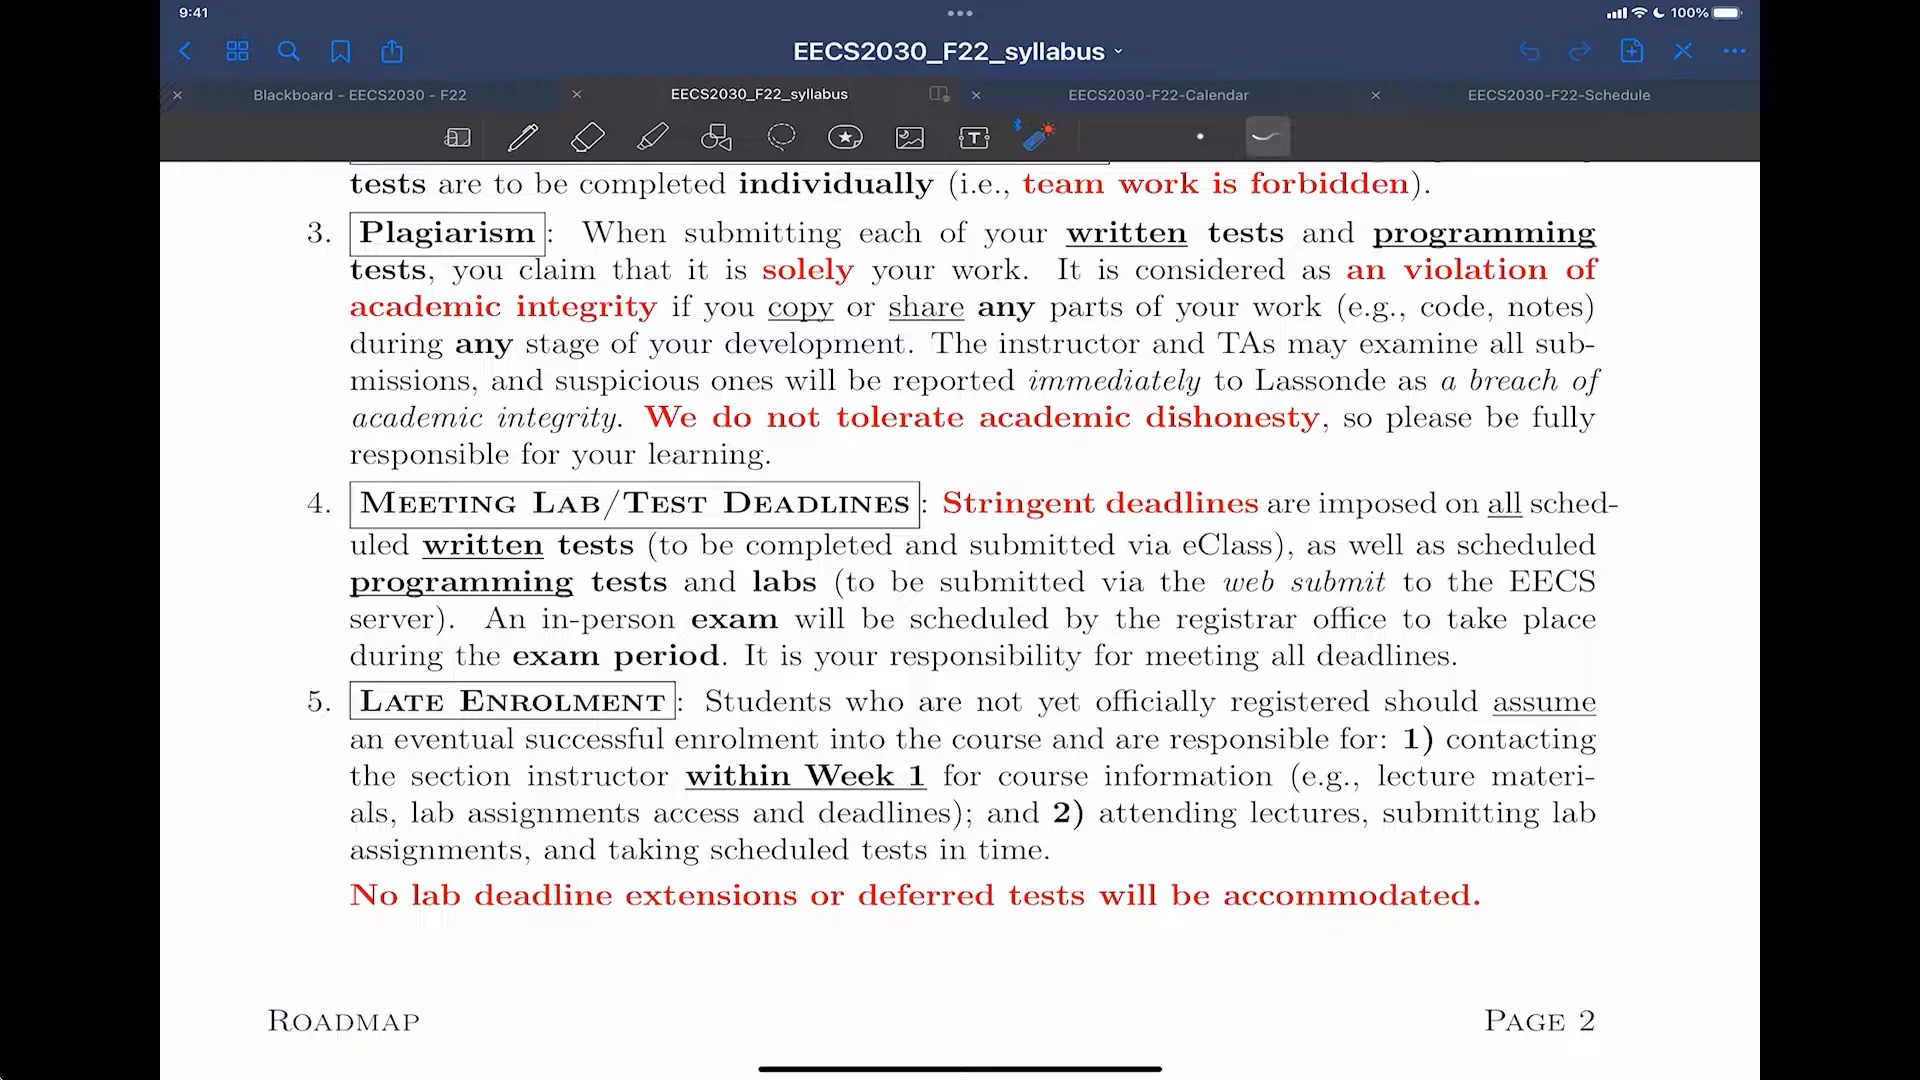 9:41
100%
EECS2030_F22_syllabus
Blackboard - EECS2030 - F22
EECS2030_F22_syllabus
EECS2030-F22-Calendar
EECS2030-F22-Schedule
tests are to be completed individually (i.e., team work is forbidden).
3. Plagiarism: When submitting each of your written tests and programming
tests, you claim that it is solely your work. It is considered as an violation of
academic integrity if you copy or share any parts of your work (e.g., code, notes)
during any stage of your development. The instructor and TAs may examine all sub-
missions, and suspicious ones will be reported immediately to Lassonde as a breach of
academic integrity. We do not tolerate academic dishonesty, so please be fully
responsible for your learning.
4. MEETING LAB/TEST DEADLINES: Stringent deadlines are imposed on all sched-
uled written tests (to be completed and submitted via eClass), as well as scheduled
programming tests and labs (to be submitted via the web submit to the EECS
server). An in-person exam will be scheduled by the registrar office to take place
during the exam period. It is your responsibility for meeting all deadlines.
5. LATE ENROLMENT: Students who are not yet officially registered should assume
an eventual successful enrolment into the course and are responsible for: 1) contacting
the section instructor within Week 1 for course information (e.g., lecture materi-
als, lab assignments access and deadlines); and 2) attending lectures, submitting lab
assignments, and taking scheduled tests in time.
No lab deadline extensions or deferred tests will be accommodated.
ROADMAP
PAGE 2